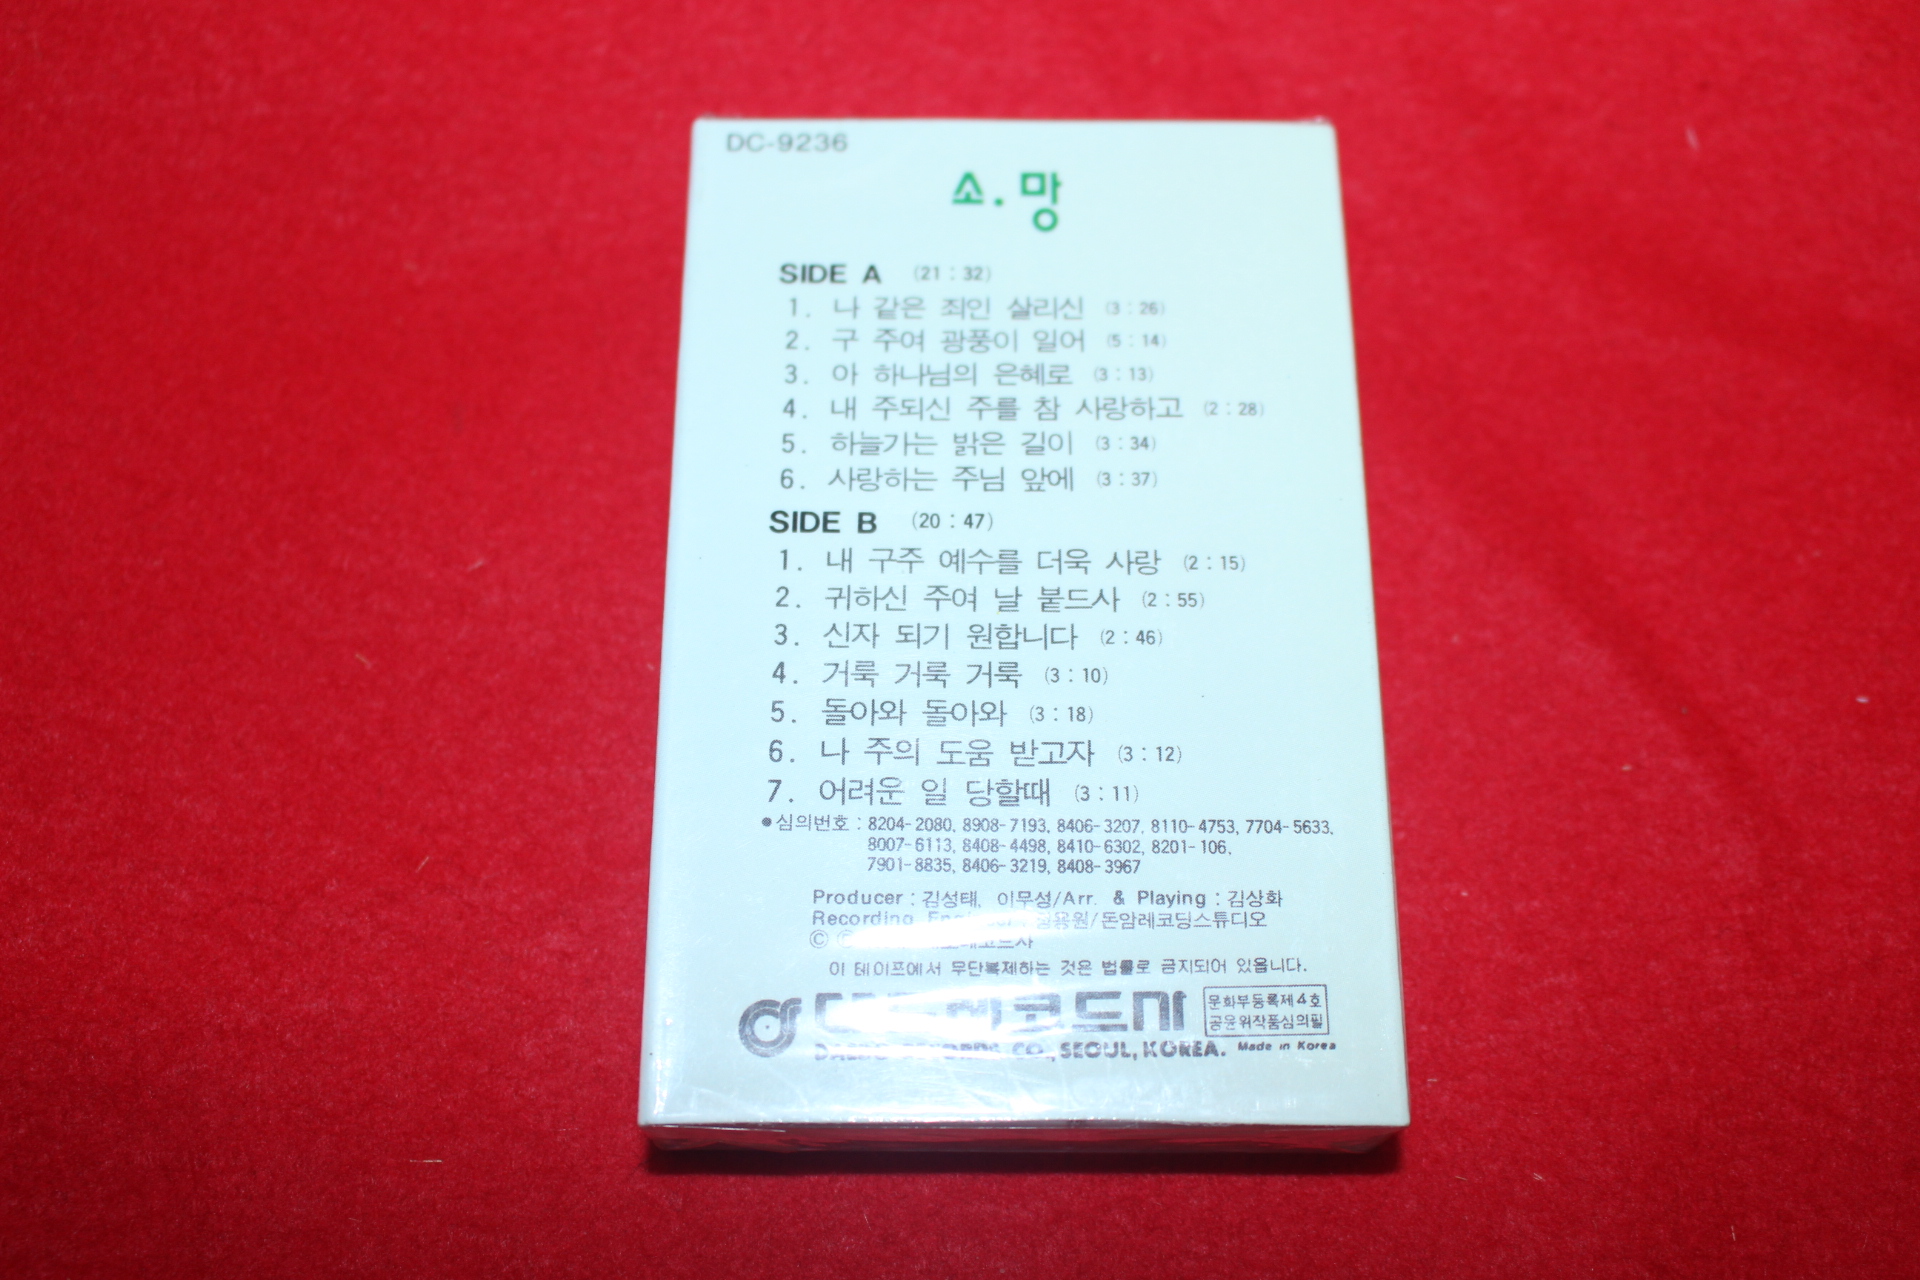 DC-9236
소.망
SIDE A (21 : 32)
1. 나 같은 죄인 살리신 (3 : 26)
2. 구 주여 광풍이 일어 (5 : 14)
3. 아 하나님의 은혜로 (3 : 13)
4. 내 주되신 주를 참 사랑하고 (2 : 28)
5. 하늘가는 밝은 길이 (3 : 34)
6. 사랑하는 주님 앞에 (3 : 37)
SIDE B (20 : 47)
1. 내 구주 예수를 더욱 사랑 (2 : 15)
2. 귀하신 주여 날 붙드사 (2 : 55)
3. 신자 되기 원합니다 (2 : 46)
4. 거룩 거룩 거룩 (3 : 10)
5. 돌아와 돌아와 (3 : 18)
6. 나 주의 도움 받고자 (3 : 12)
7. 어려운 일 당할때 (3 : 11)
●심의번호 : 8204-2080, 8908-7193, 8406-3207, 8110-4753, 7704-5633,
8007-6113, 8408-4498, 8410-6302, 8201-106,
7901-8835, 8406-3219, 8408-3967
Producer : 김성태, 이무성/Arr. & Playing : 김상화
Recording /돈암레코딩스튜디오
©
이 테이프에서 무단복제하는 것은 법률로 금지되어 있읍니다.
문화부등록제4호
공윤위작품심의필
CO., SEOUL, KOREA. Made in Korea